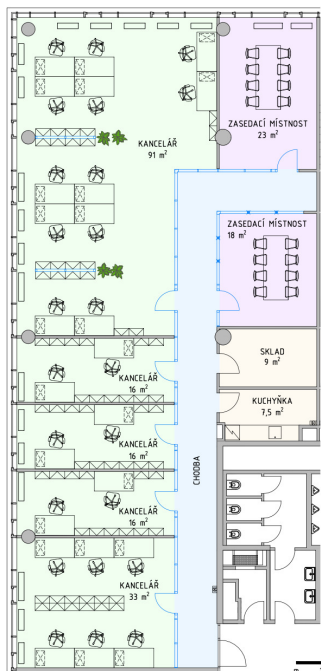 ZASEDACÍ MÍSTNOST
23 m²
KANCELÁŘ
91 m²
ZASEDACÍ MÍSTNOST
18 m²
SKLAD
9 m²
KANCELÁŘ
16 m²
KUCHYŇKA
7,5 m²
KANCELÁŘ
16 m²
CHODBA
KANCELÁŘ
16 m²
KANCELÁŘ
33 m²